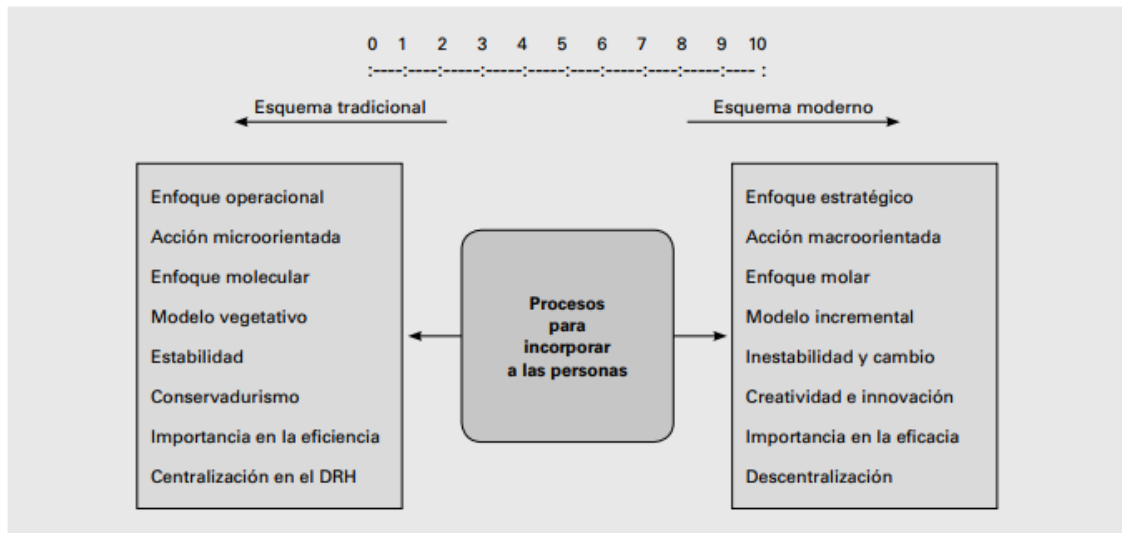 0 1 2 3 4 5 6 7 8 9 10
:----:----:-----:----:-----:----:-----:----:-----:---- :
Esquema tradicional
Esquema moderno
Enfoque operacional
Acción microorientada
Enfoque molecular
Modelo vegetativo
Estabilidad
Conservadurismo
Importancia en la eficiencia
Centralización en el DRH
Procesos
para
incorporar
a las personas
Enfoque estratégico
Acción macroorientada
Enfoque molar
Modelo incremental
Inestabilidad y cambio
Creatividad e innovación
Importancia en la eficacia
Descentralización